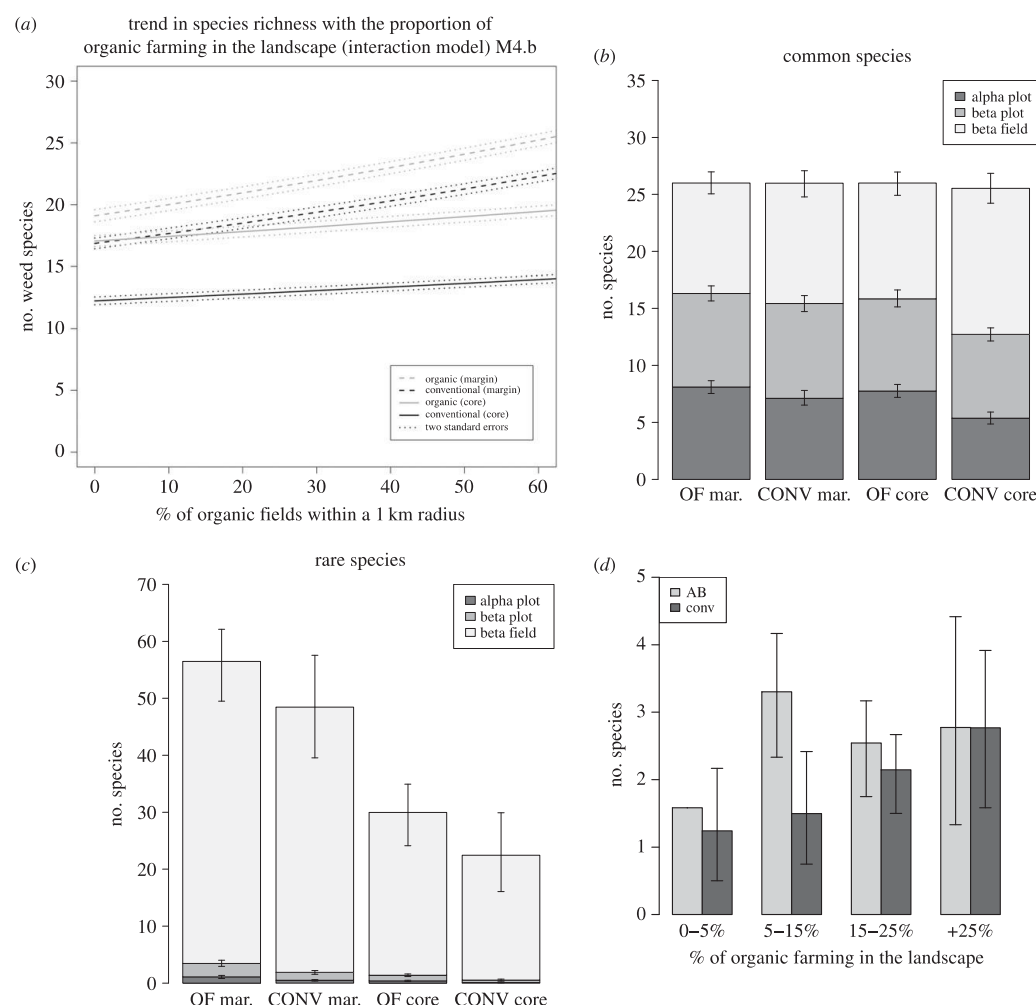 (a)
trend in species richness with the proportion of
organic farming in the landscape (interaction model) M4.b
30
25
20
15
10
5
0
no. weed species
organic (margin)
conventional (margin)
organic (core)
conventional (core)
two standard errors
0 10 20 30 40 50 60
% of organic fields within a 1 km radius
(b)
common species
35
30
25
20
15
10
5
0
no. species
alpha plot
beta plot
beta field
OF mar. CONV mar. OF core CONV core
(c)
rare species
70
60
50
40
30
20
10
0
no. species
alpha plot
beta plot
beta field
OF mar. CONV mar. OF core CONV core
(d)
5
4
3
2
1
0
no. species
AB
conv
0–5% 5–15% 15–25% +25%
% of organic farming in the landscape